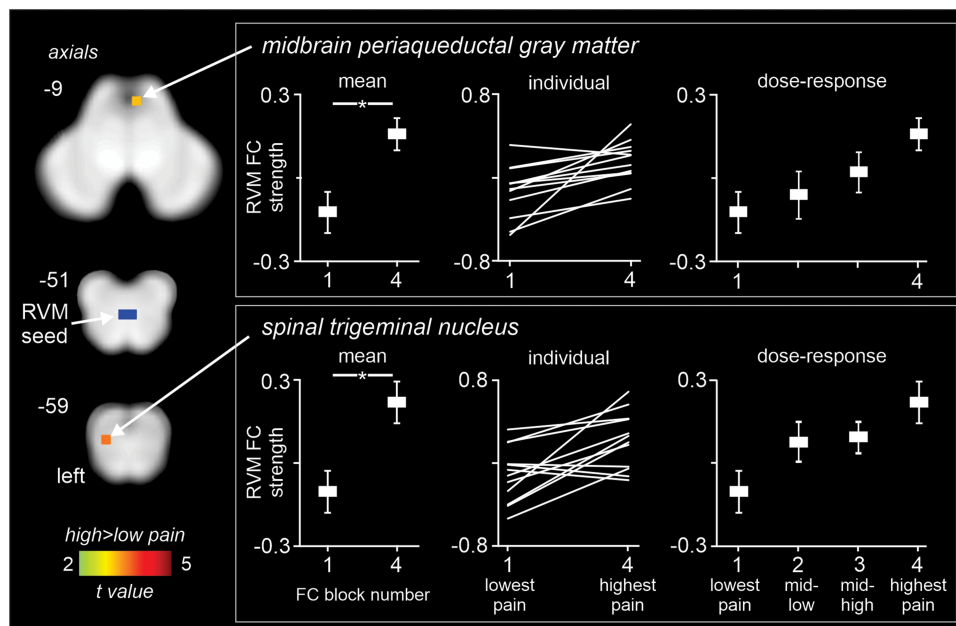 axials
-9
-51
RVM
seed
-59
left
high>low pain
2 5
t value
midbrain periaqueductal gray matter
mean
*
0.3
RVM FC
strength
-0.3
1 4
individual
0.8
-0.8
1 4
dose-response
0.3
-0.3
1 4
spinal trigeminal nucleus
mean
*
0.3
RVM FC
strength
-0.3
1 4
FC block number
individual
0.8
-0.8
1 4
lowest pain highest pain
dose-response
0.3
-0.3
1 2 3 4
lowest mid- mid- highest
pain low high pain